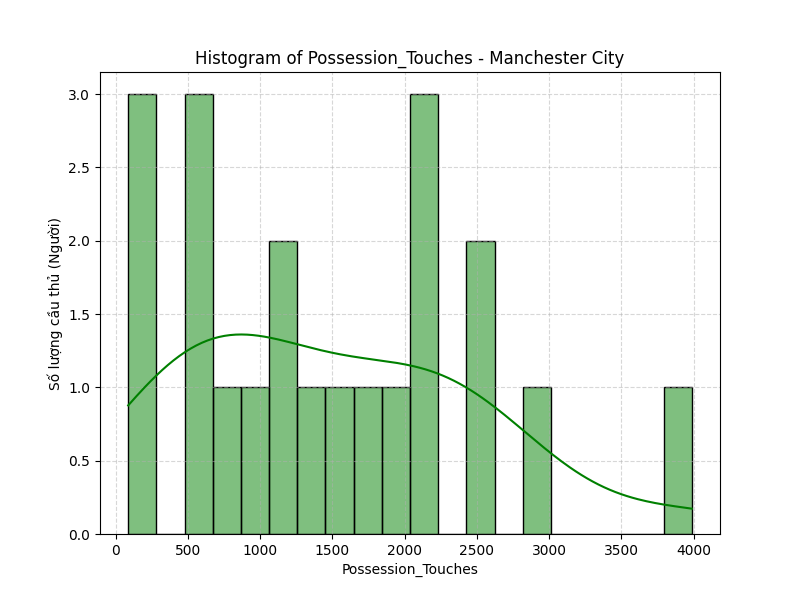 Histogram of Possession_Touches - Manchester City
3.0
2.5
2.0
1.5
1.0
0.5
0.0
Số lượng cầu thủ (Người)
0 500 1000 1500 2000 2500 3000 3500 4000
Possession_Touches